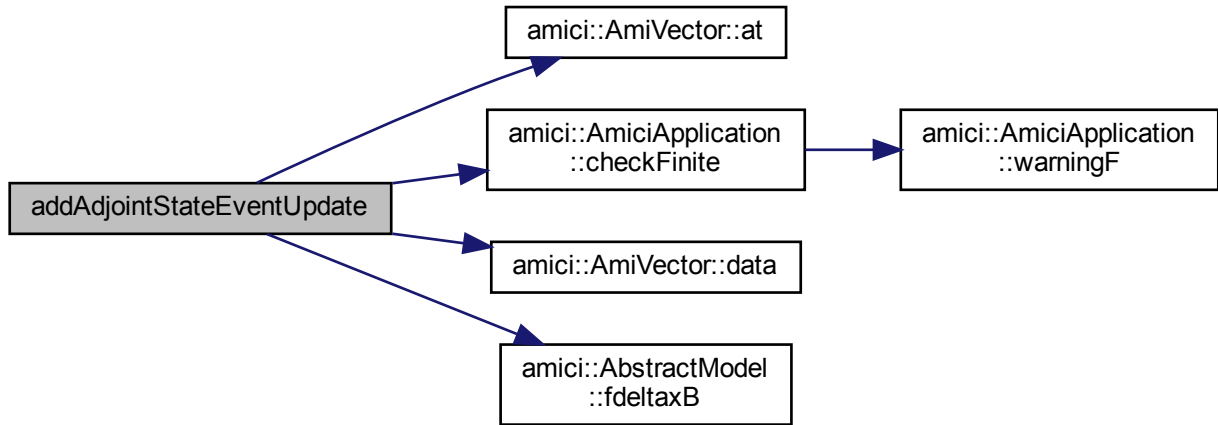 amici::AmiVector::at
amici::AmiciApplication
::checkFinite
amici::AmiciApplication
::warningF
addAdjointStateEventUpdate
amici::AmiVector::data
amici::AbstractModel
::fdeltaxB